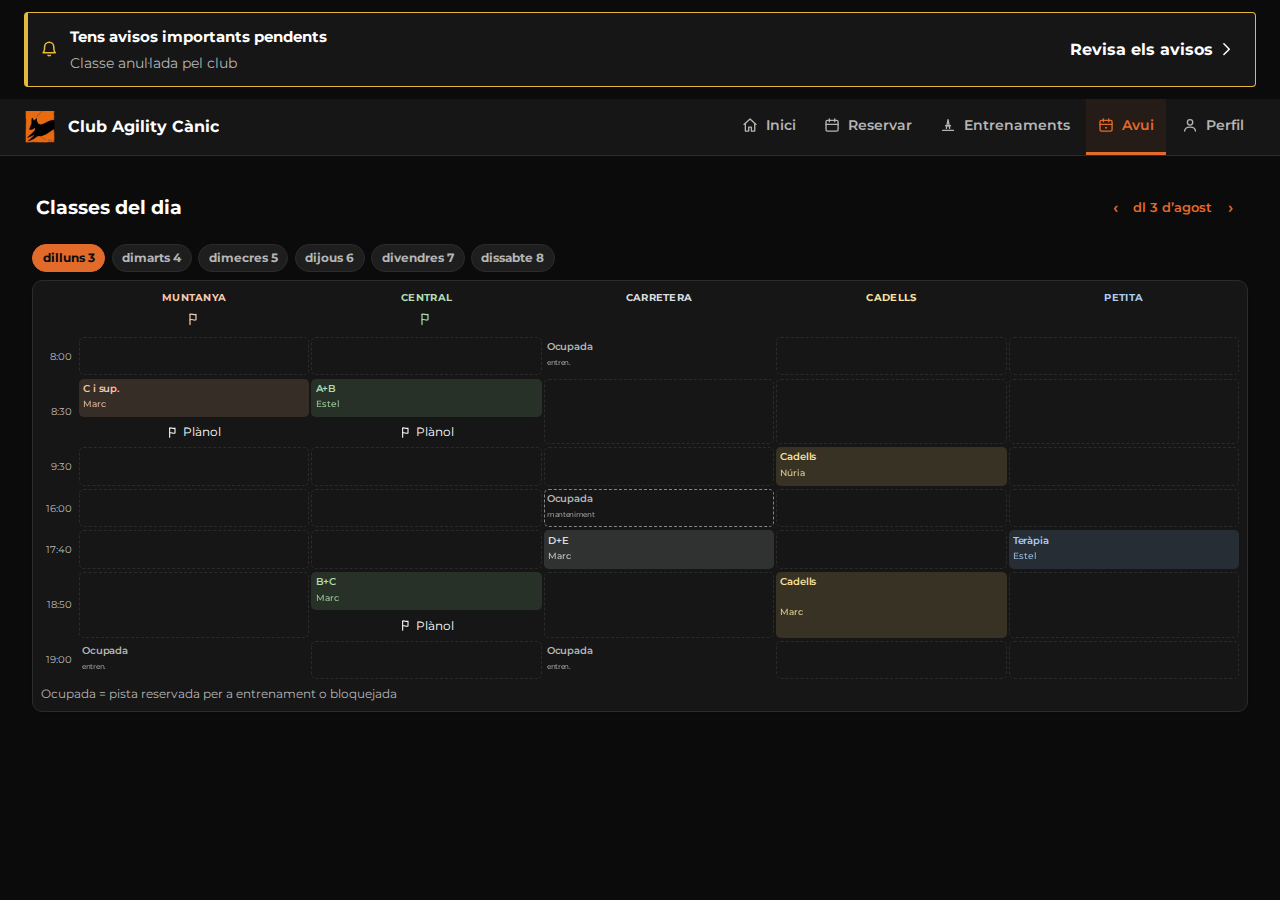 Tens avisos importants pendents
Classe anul·lada pel club
Revisa els avisos
Club Agility Cànic
Inici
Reservar
Entrenaments
Avui
Perfil
Classes del dia
‹ dl 3 d'agost ›
dilluns 3
dimarts 4
dimecres 5
dijous 6
divendres 7
dissabte 8
MUNTANYA
CENTRAL
CARRETERA
CADELLS
PETITA
8:00
Ocupada
entren.
8:30
C i sup.
Marc
Plànol
A+B
Estel
Plànol
9:30
Cadells
Núria
16:00
Ocupada
manteniment
17:40
D+E
Marc
Teràpia
Estel
18:50
B+C
Marc
Plànol
Cadells
Marc
19:00
Ocupada
entren.
Ocupada
entren.
Ocupada = pista reservada per a entrenament o bloquejada